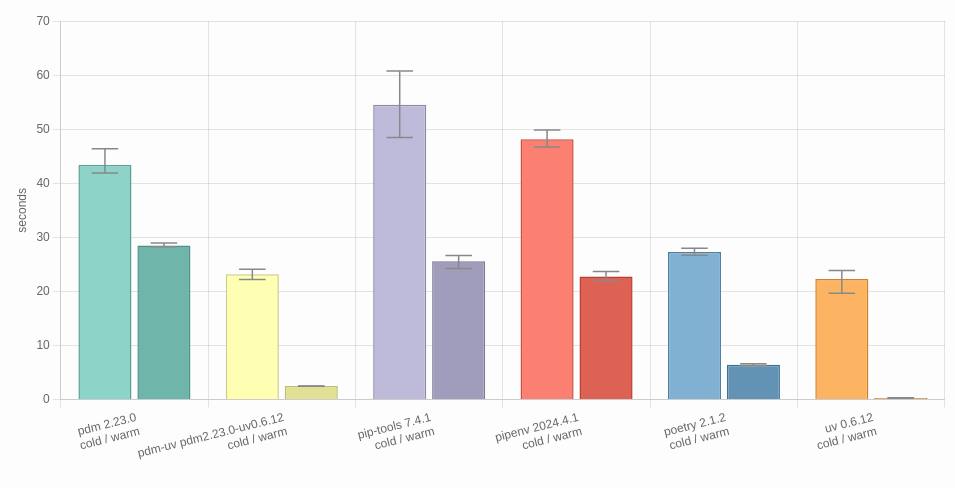 70
60
50
40
30
20
10
0
seconds
pdm 2.23.0
cold / warm
pdm-uv pdm2.23.0-uv0.6.12
cold / warm
pip-tools 7.4.1
cold / warm
pipenv 2024.4.1
cold / warm
poetry 2.1.2
cold / warm
uv 0.6.12
cold / warm